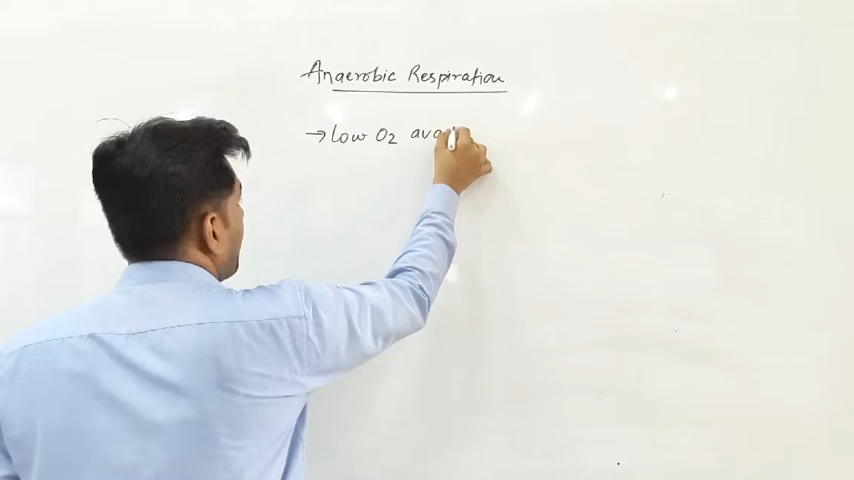 Anaerobic Respiration
→ low O2 ava